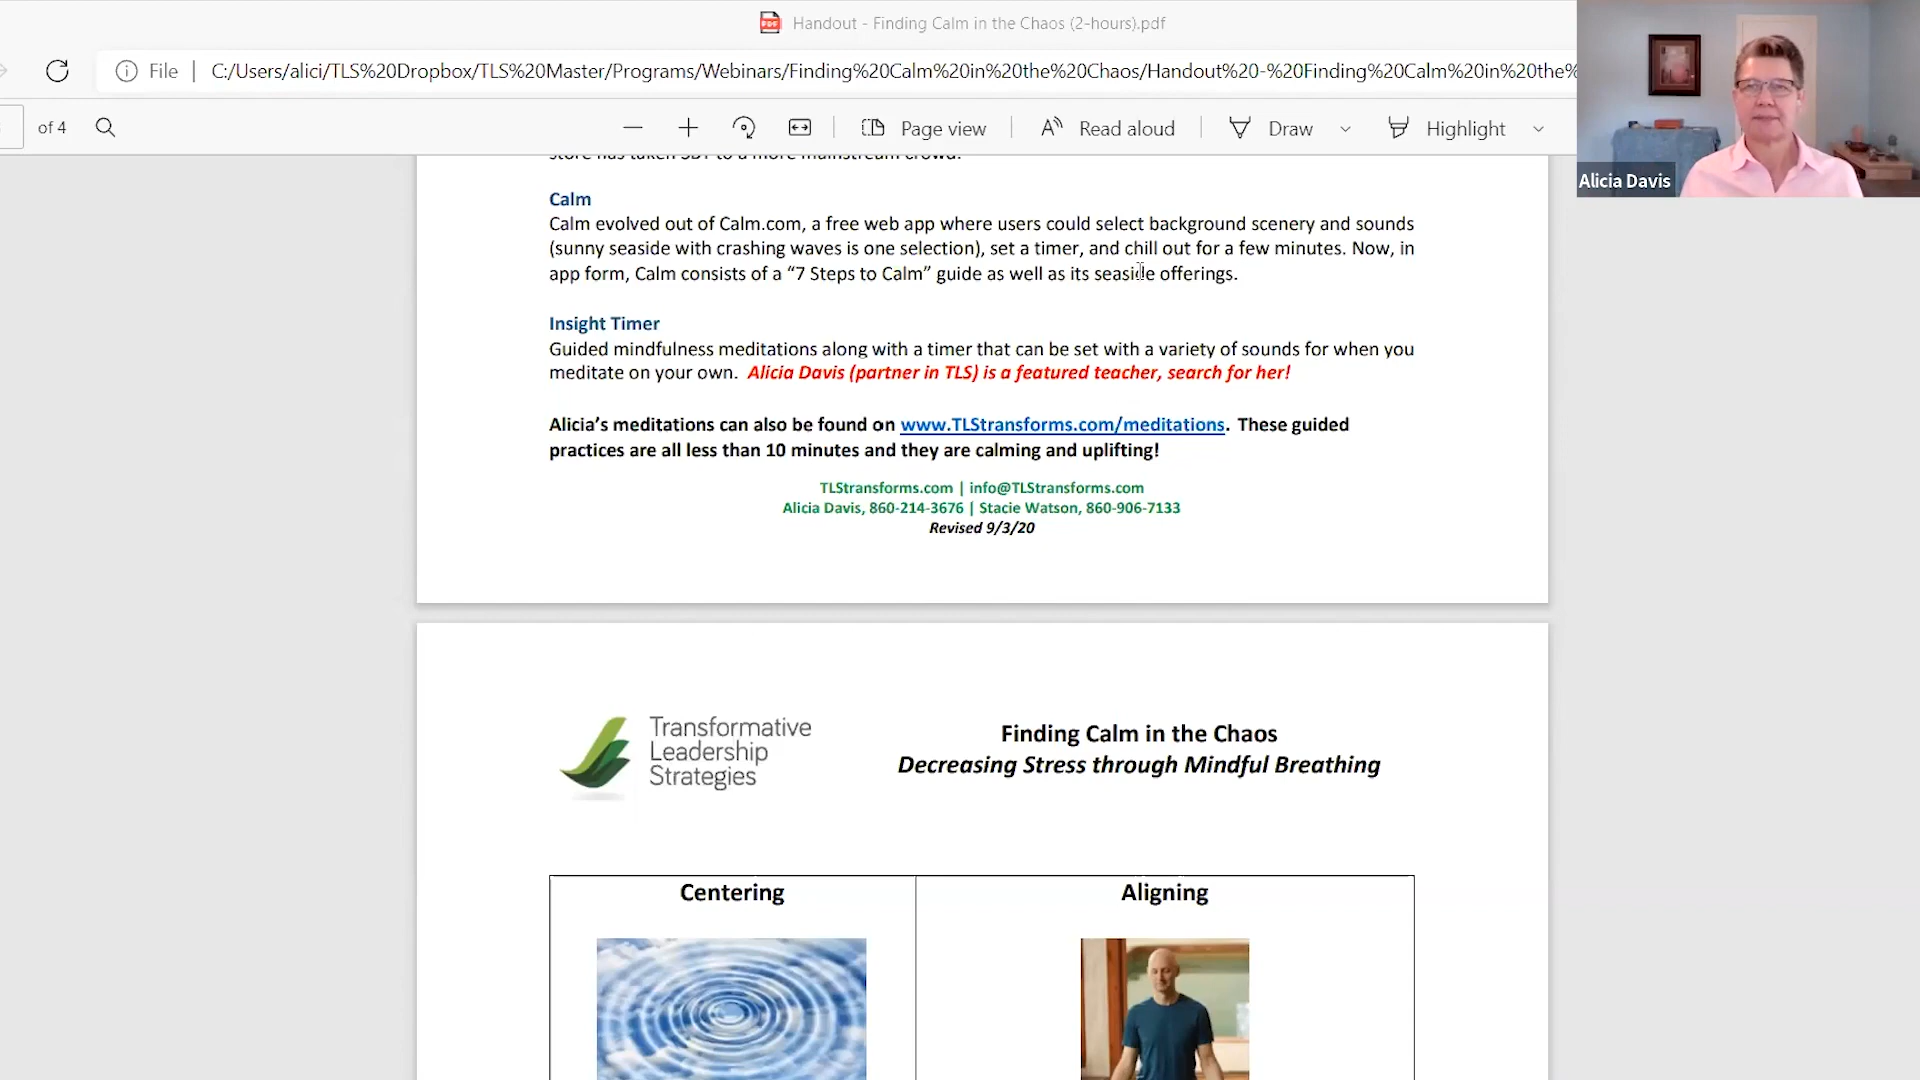 Handout - Finding Calm in the Chaos (2-hours).pdf
File
C:/Users/alici/TLS%20Dropbox/TLS%20Master/Programs/Webinars/Finding%20Calm%20in%20the%20Chaos/Handout%20-%20Finding%20Calm%20in%20the%
of 4
Page view
Read aloud
Draw
Highlight
Alicia Davis
store has taken SBT to a more mainstream crowd.
Calm
Calm evolved out of Calm.com, a free web app where users could select background scenery and sounds
(sunny seaside with crashing waves is one selection), set a timer, and chill out for a few minutes. Now, in
app form, Calm consists of a “7 Steps to Calm” guide as well as its seaside offerings.
Insight Timer
Guided mindfulness meditations along with a timer that can be set with a variety of sounds for when you
meditate on your own. Alicia Davis (partner in TLS) is a featured teacher, search for her!
Alicia’s meditations can also be found on www.TLStransforms.com/meditations. These guided
practices are all less than 10 minutes and they are calming and uplifting!
TLStransforms.com | info@TLStransforms.com
Alicia Davis, 860-214-3676 | Stacie Watson, 860-906-7133
Revised 9/3/20
Transformative
Leadership
Strategies
Finding Calm in the Chaos
Decreasing Stress through Mindful Breathing
Centering
Aligning